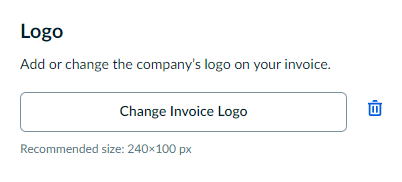 Logo
Add or change the company's logo on your invoice.
Change Invoice Logo
Recommended size: 240×100 px